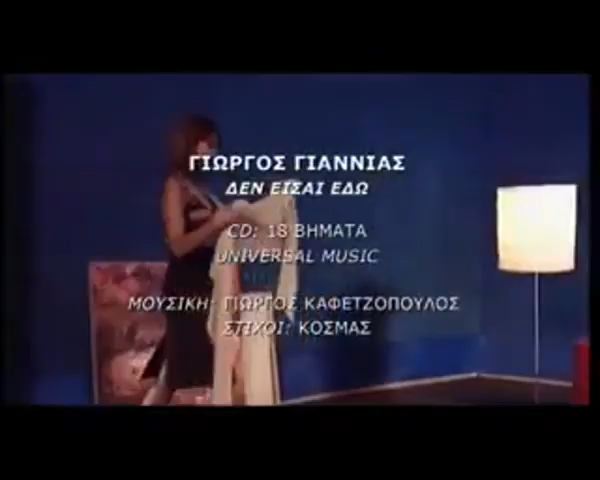 ΓΙΩΡΓΟΣ ΓΙΑΝΝΙΑΣ
ΔΕΝ ΕΙΣΑΙ ΕΔΩ
CD: 18 ΒΗΜΑΤΑ
UNIVERSAL MUSIC
ΜΟΥΣΙΚΗ: ΓΙΩΡΓΟΣ ΚΑΦΕΤΖΟΠΟΥΛΟΣ
ΣΤΙΧΟΙ: ΚΟΣΜΑΣ